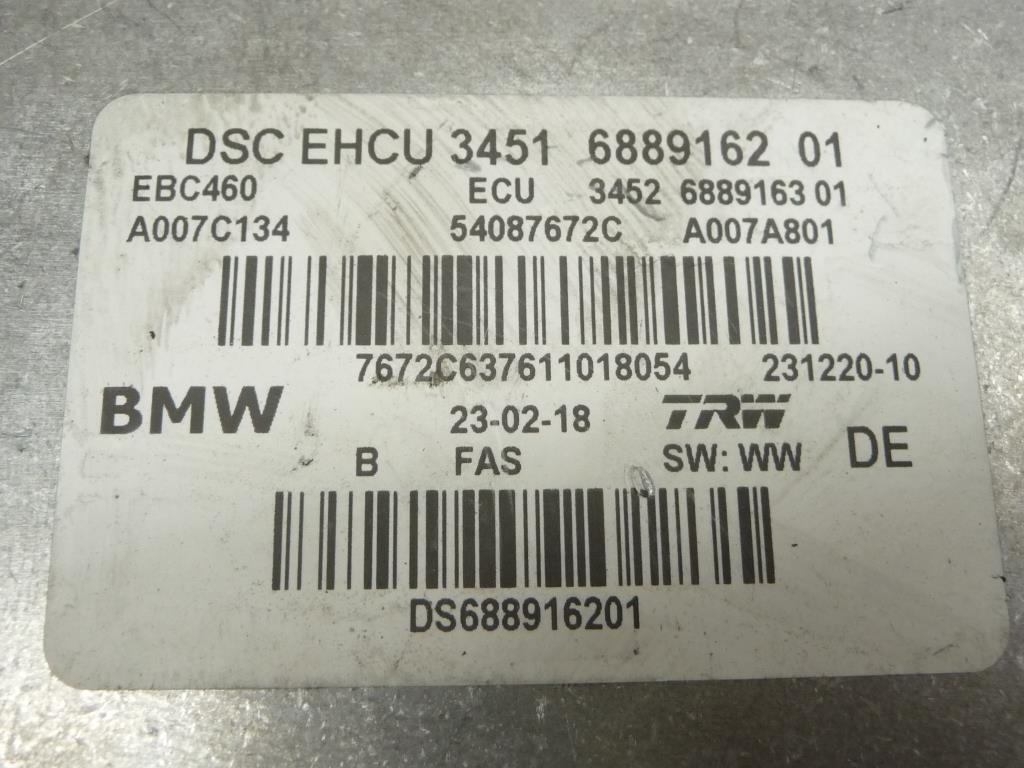 DSC EHCU 3451 6889162 01
EBC460 ECU 3452 6889163 01
A007C134 54087672C A007A801
7672C637611018054 231220-10
BMW 23-02-18 TRW
B FAS SW: WW DE
DS688916201